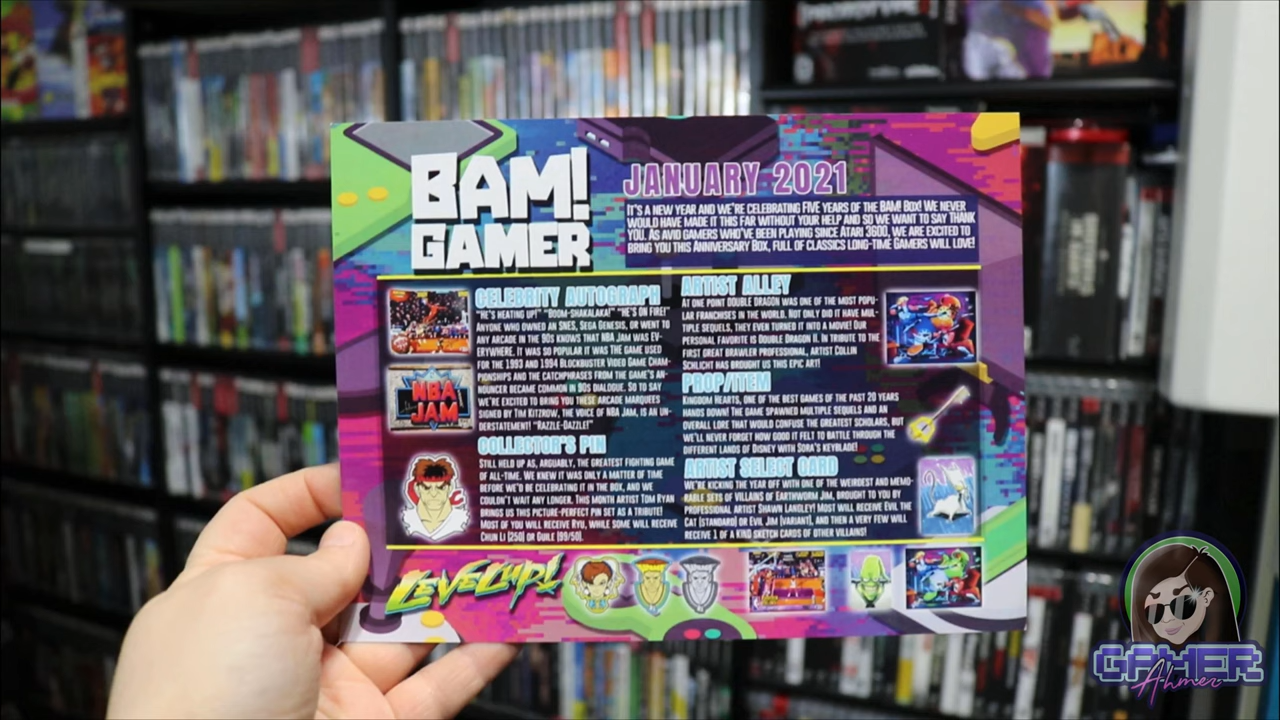 BAM!
GAMER
JANUARY 2021
IT'S A NEW YEAR AND WE'RE CELEBRATING FIVE YEARS OF THE BAM! BOX! WE NEVER
WOULD HAVE MADE IT THIS FAR WITHOUT YOUR HELP AND SO WE WANT TO SAY THANK
YOU. AS AVID GAMERS WHO'VE BEEN PLAYING SINCE ATARI 3600, WE ARE EXCITED TO
BRING YOU THIS ANNIVERSARY BOX, FULL OF CLASSICS LONG-TIME GAMERS WILL LOVE!
CELEBRITY AUTOGRAPH
"HE'S HEATING UP!" "BOOM-SHAKALAKA!" "HE'S ON FIRE!"
ANYONE WHO OWNED AN SNES, SEGA GENESIS, OR WENT TO
ANY ARCADE IN THE 90S KNOWS THAT NBA JAM WAS EV-
ERYWHERE. IT WAS SO POPULAR IT WAS THE GAME USED
FOR THE 1993 AND 1994 BLOCKBUSTER VIDEO GAME CHAM-
PIONSHIPS AND THE CATCHPHRASES FROM THE GAME'S AN-
NOUNCER BECAME COMMON IN 90S DIALOGUE. SO TO SAY
WE'RE EXCITED TO BRING YOU THESE ARCADE MARQUEES
SIGNED BY TIM KITZROW, THE VOICE OF NBA JAM, IS AN UN-
DERSTATEMENT! "RAZZLE-DAZZLE!"
NBA
JAM
COLLECTOR'S PIN
STILL HELD UP AS, ARGUABLY, THE GREATEST FIGHTING GAME
OF ALL-TIME. WE KNEW IT WAS ONLY A MATTER OF TIME
BEFORE WE'D BE CELEBRATING IT IN THE BOX, AND WE
COULDN'T WAIT ANY LONGER. THIS MONTH ARTIST TOM RYAN
BRINGS US THIS PICTURE-PERFECT PIN SET AS A TRIBUTE!
MOST OF YOU WILL RECEIVE RYU, WHILE SOME WILL RECEIVE
CHUN LI (250) OR GUILE (99/50).
ARTIST ALLEY
AT ONE POINT DOUBLE DRAGON WAS ONE OF THE MOST POPU-
LAR FRANCHISES IN THE WORLD. NOT ONLY DID IT HAVE MUL-
TIPLE SEQUELS, THEY EVEN TURNED IT INTO A MOVIE! OUR
PERSONAL FAVORITE IS DOUBLE DRAGON II. IN TRIBUTE TO THE
FIRST GREAT BRAWLER PROFESSIONAL, ARTIST COLLIN
SCHLICHT HAS BROUGHT US THIS EPIC ART!
PROP/ITEM
KINGDOM HEARTS, ONE OF THE BEST GAMES OF THE PAST 20 YEARS
HANDS DOWN! THE GAME SPAWNED MULTIPLE SEQUELS AND AN
OVERALL LORE THAT WOULD CONFUSE THE GREATEST SCHOLARS, BUT
WE'LL NEVER FORGET HOW GOOD IT FELT TO BATTLE THROUGH THE
DIFFERENT LANDS OF DISNEY WITH SORA'S KEYBLADE!
ARTIST SELECT CARD
WE'RE KICKING THE YEAR OFF WITH ONE OF THE WEIRDEST AND MEMO-
RABLE SETS OF VILLAINS OF EARTHWORM JIM, BROUGHT TO YOU BY
PROFESSIONAL ARTIST SHAWN LANGLEY! MOST WILL RECEIVE EVIL THE
CAT (STANDARD) OR EVIL JIM (VARIANT), AND THEN A VERY FEW WILL
RECEIVE 1 OF A KIND SKETCH CARDS OF OTHER VILLAINS!
LEVEL UP!
GAMER
Ahmer